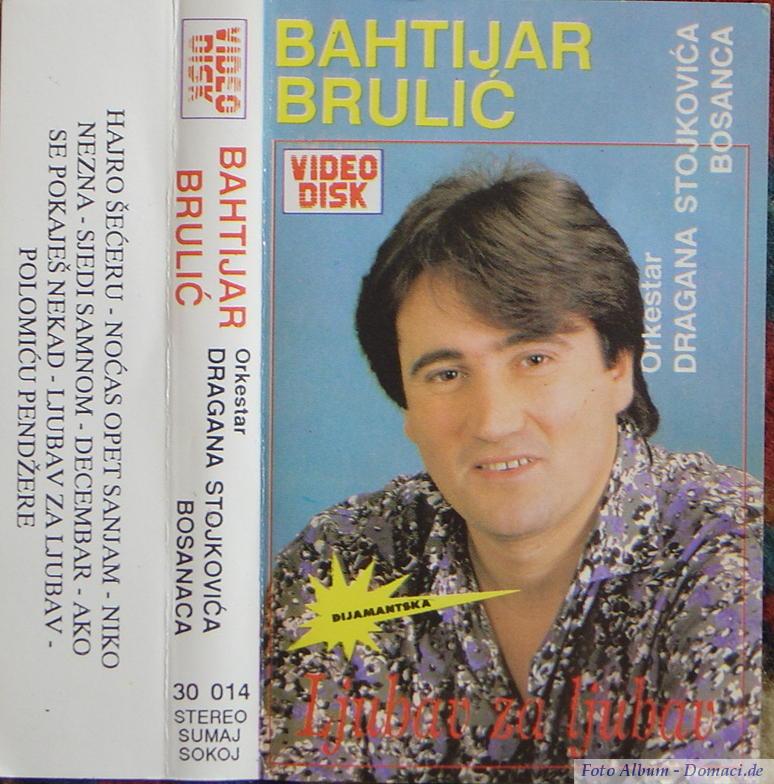 HAJRO ŠEĆERU - NOĆAS OPET SANJAM - NIKO
NEZNA - SJEDI SAMNOM - DECEMBAR - AKO
SE POKAJEŠ NEKAD - LJUBAV ZA LJUBAV -
POLOMIĆU PENDŽERE
VIDEO
DISK
BAHTIJAR
BRULIĆ
Orkestar
DRAGANA STOJKOVIĆA
BOSANACA
30 014
STEREO
SUMAJ
SOKOJ
BAHTIJAR
BRULIĆ
VIDEO
DISK
Orkestar
DRAGANA STOJKOVIĆA
BOSANCA
DIJAMANTSKA
Ljubav za ljubav
Foto Album - Domaci.de